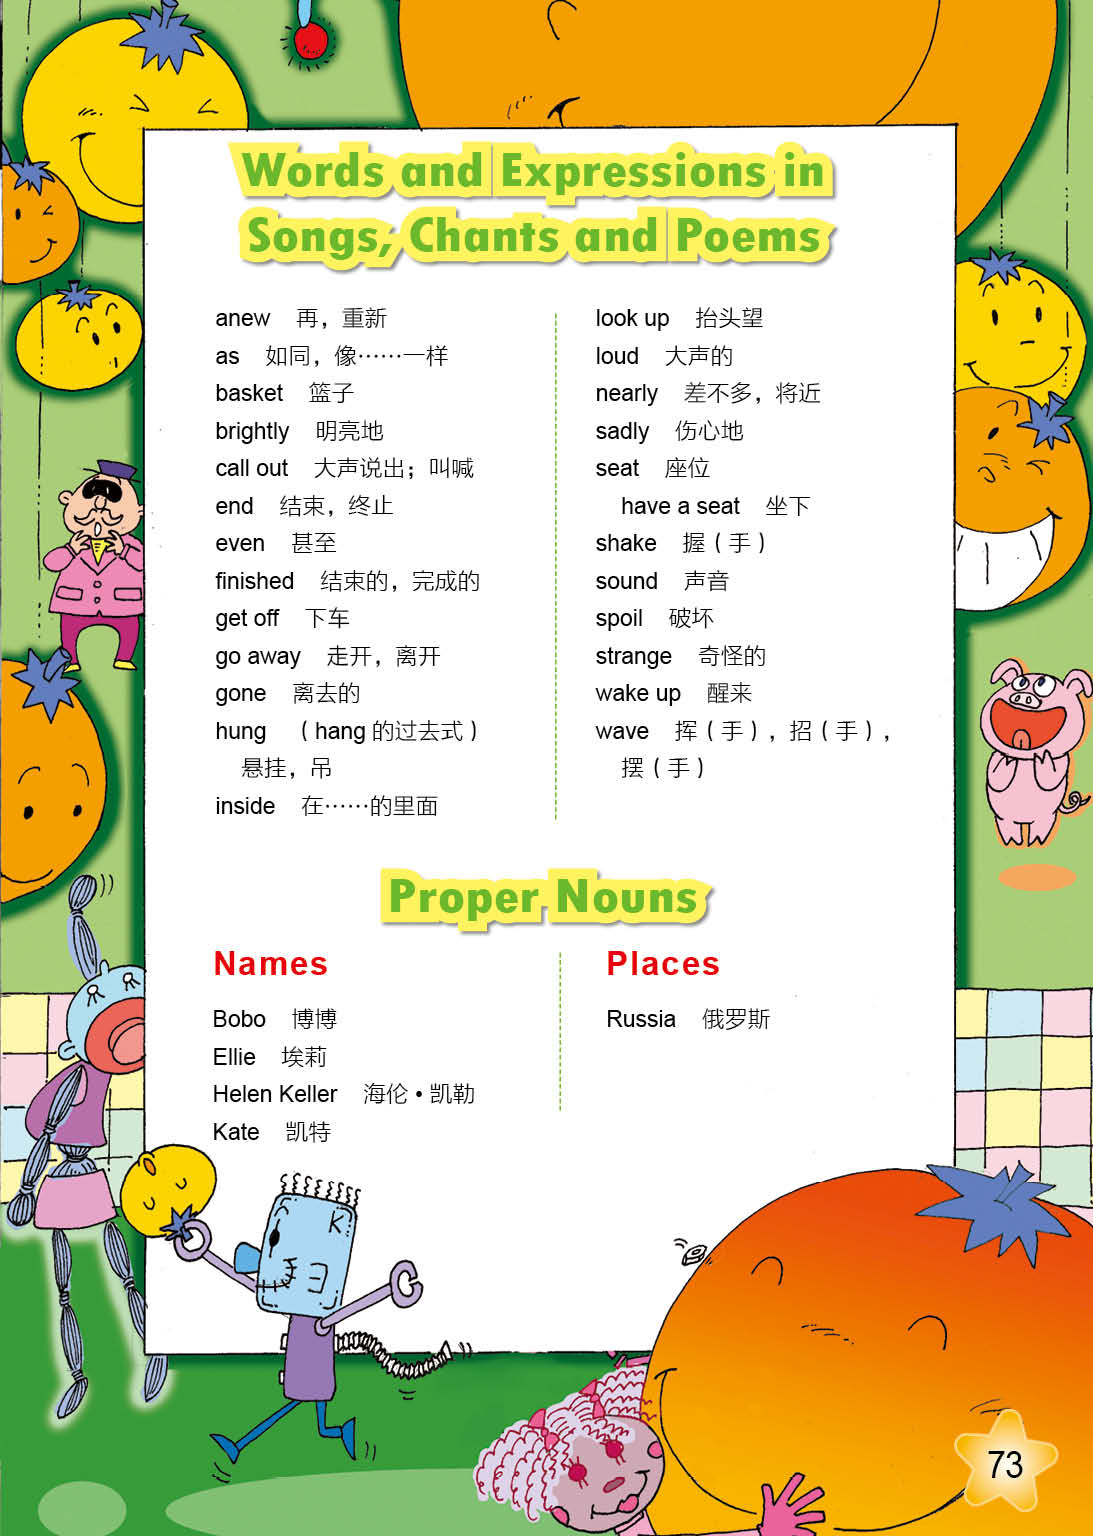 Words and Expressions in
Songs, Chants and Poems
anew 再，重新
as 如同，像……一样
basket 篮子
brightly 明亮地
call out 大声说出；叫喊
end 结束，终止
even 甚至
finished 结束的，完成的
get off 下车
go away 走开，离开
gone 离去的
hung （hang 的过去式）
悬挂，吊
inside 在……的里面
look up 抬头望
loud 大声的
nearly 差不多，将近
sadly 伤心地
seat 座位
have a seat 坐下
shake 握（手）
sound 声音
spoil 破坏
strange 奇怪的
wake up 醒来
wave 挥（手），招（手），
摆（手）
Proper Nouns
Names
Bobo 博博
Ellie 埃莉
Helen Keller 海伦·凯勒
Kate 凯特
Places
Russia 俄罗斯
K
E
73